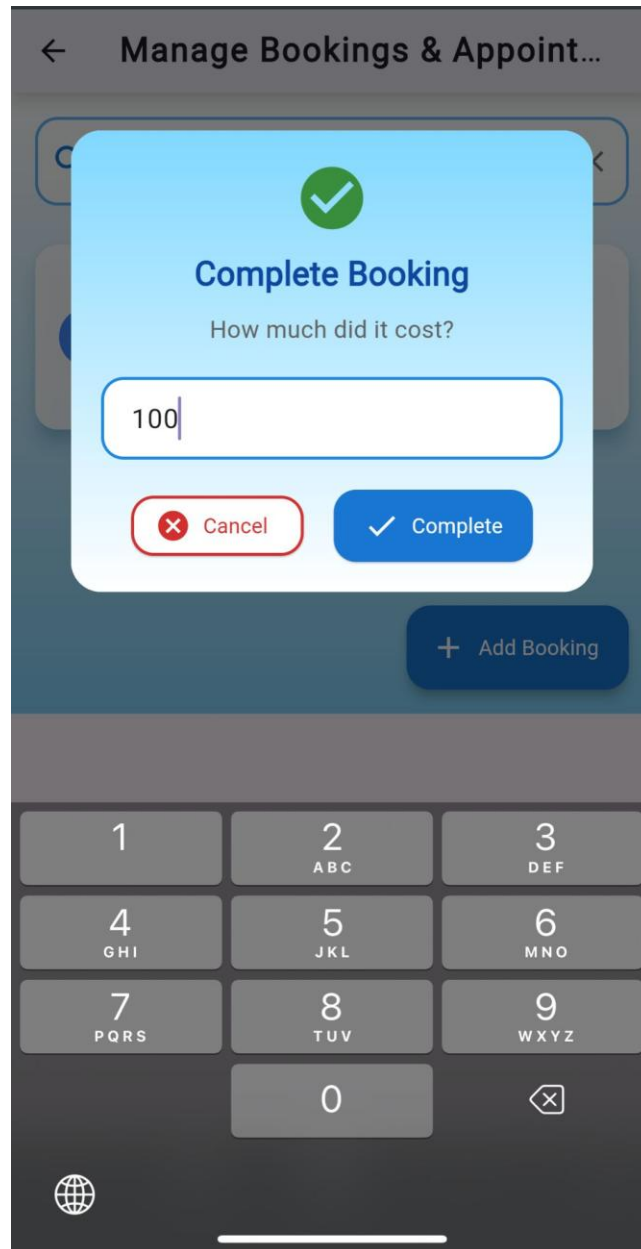 Manage Bookings & Appoint...
Complete Booking
How much did it cost?
100
Cancel
Complete
+ Add Booking
1
2
ABC
3
DEF
4
GHI
5
JKL
6
MNO
7
PQRS
8
TUV
9
WXYZ
0